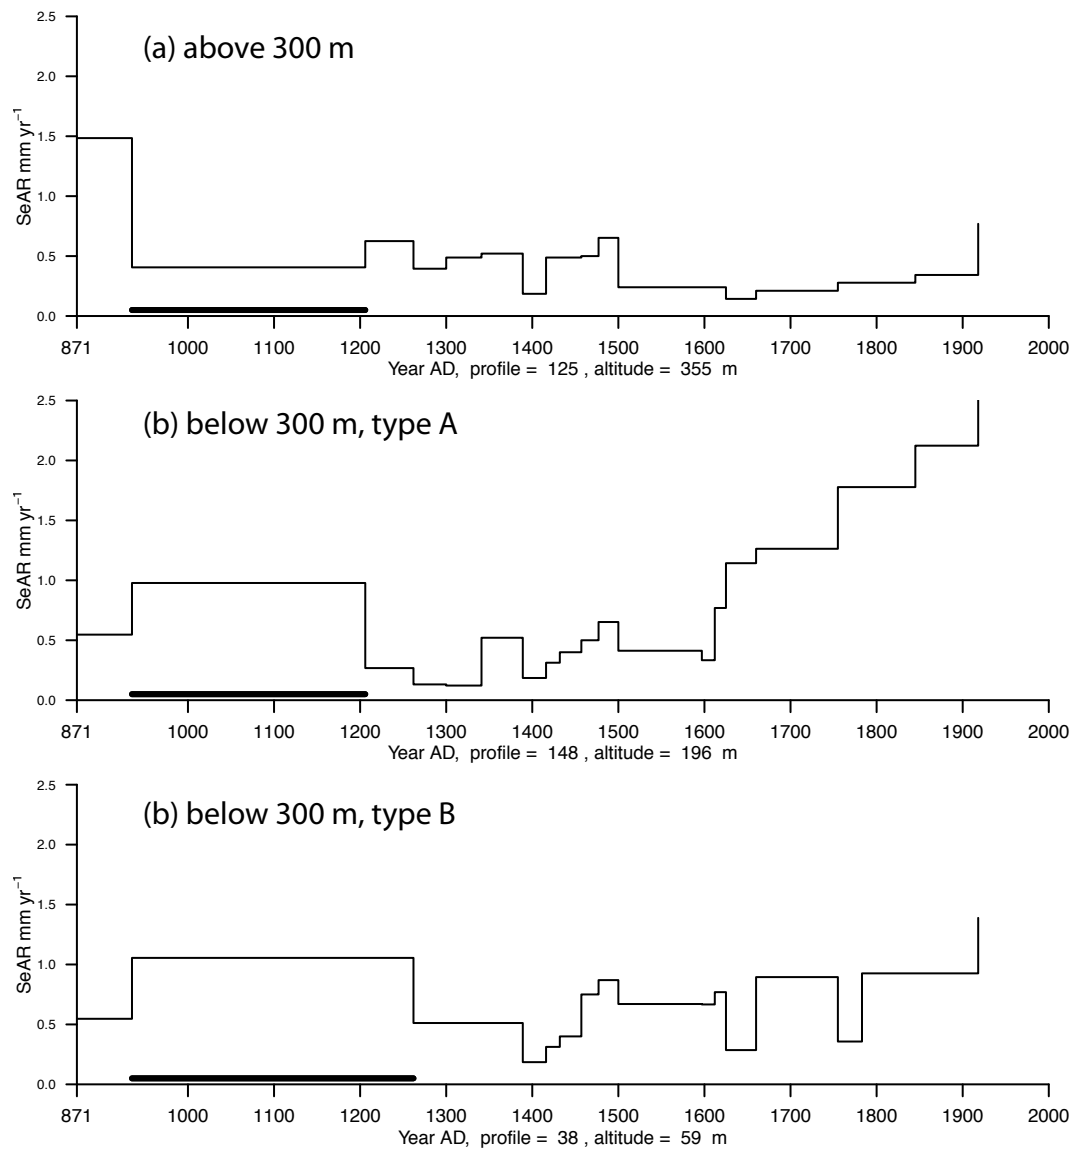 (a) above 300 m
SeAR mm yr⁻¹
2.5
2.0
1.5
1.0
0.5
0.0
871 1000 1100 1200 1300 1400 1500 1600 1700 1800 1900 2000
Year AD, profile = 125 , altitude = 355 m
(b) below 300 m, type A
SeAR mm yr⁻¹
2.5
2.0
1.5
1.0
0.5
0.0
871 1000 1100 1200 1300 1400 1500 1600 1700 1800 1900 2000
Year AD, profile = 148 , altitude = 196 m
(b) below 300 m, type B
SeAR mm yr⁻¹
2.5
2.0
1.5
1.0
0.5
0.0
871 1000 1100 1200 1300 1400 1500 1600 1700 1800 1900 2000
Year AD, profile = 38 , altitude = 59 m